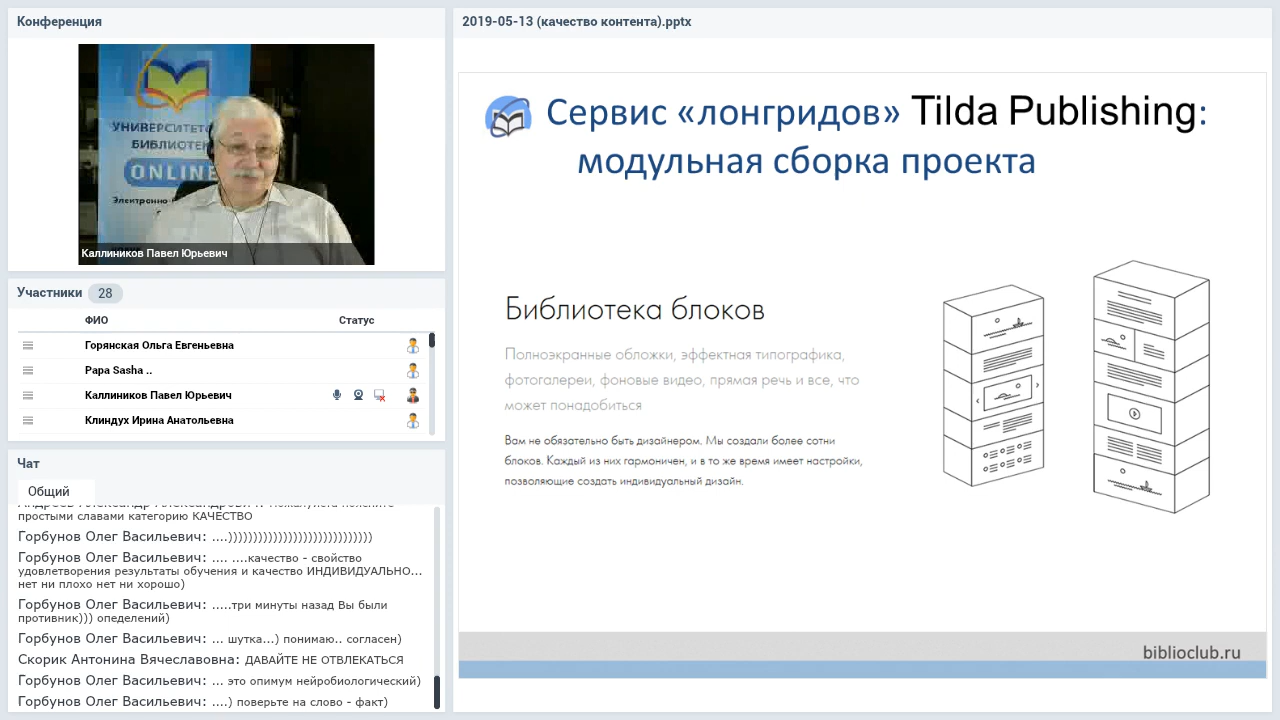 Конференция
УНИВЕРСИТЕТС
БИБЛИОТЕК
ONLINE
Электронно-
Каллиников Павел Юрьевич
Участники 28
ФИО Статус
Горянская Ольга Евгеньевна
Papa Sasha ..
Каллиников Павел Юрьевич
Клиндух Ирина Анатольевна
Чат
Общий
простыми славами категорию КАЧЕСТВО
Горбунов Олег Васильевич: ....)))))))))))))))))))))))))))))
Горбунов Олег Васильевич: .... ....качество - свойство
удовлетворения результаты обучения и качество ИНДИВИДУАЛЬНО...
нет ни плохо нет ни хорошо)
Горбунов Олег Васильевич: .....три минуты назад Вы были
противник))) опеделений)
Горбунов Олег Васильевич: ... шутка...) понимаю.. согласен)
Скорик Антонина Вячеславовна: ДАВАЙТЕ НЕ ОТВЛЕКАТЬСЯ
Горбунов Олег Васильевич: ... это опимум нейробиологический)
Горбунов Олег Васильевич: ....) поверьте на слово - факт)
2019-05-13 (качество контента).pptx
Сервис «лонгридов» Tilda Publishing:
модульная сборка проекта
Библиотека блоков
Полноэкранные обложки, эффектная типографика,
фотогалереи, фоновые видео, прямая речь и все, что
может понадобиться
Вам не обязательно быть дизайнером. Мы создали более сотни
блоков. Каждый из них гармоничен, и в то же время имеет настройки,
позволяющие создать индивидуальный дизайн.
biblioclub.ru